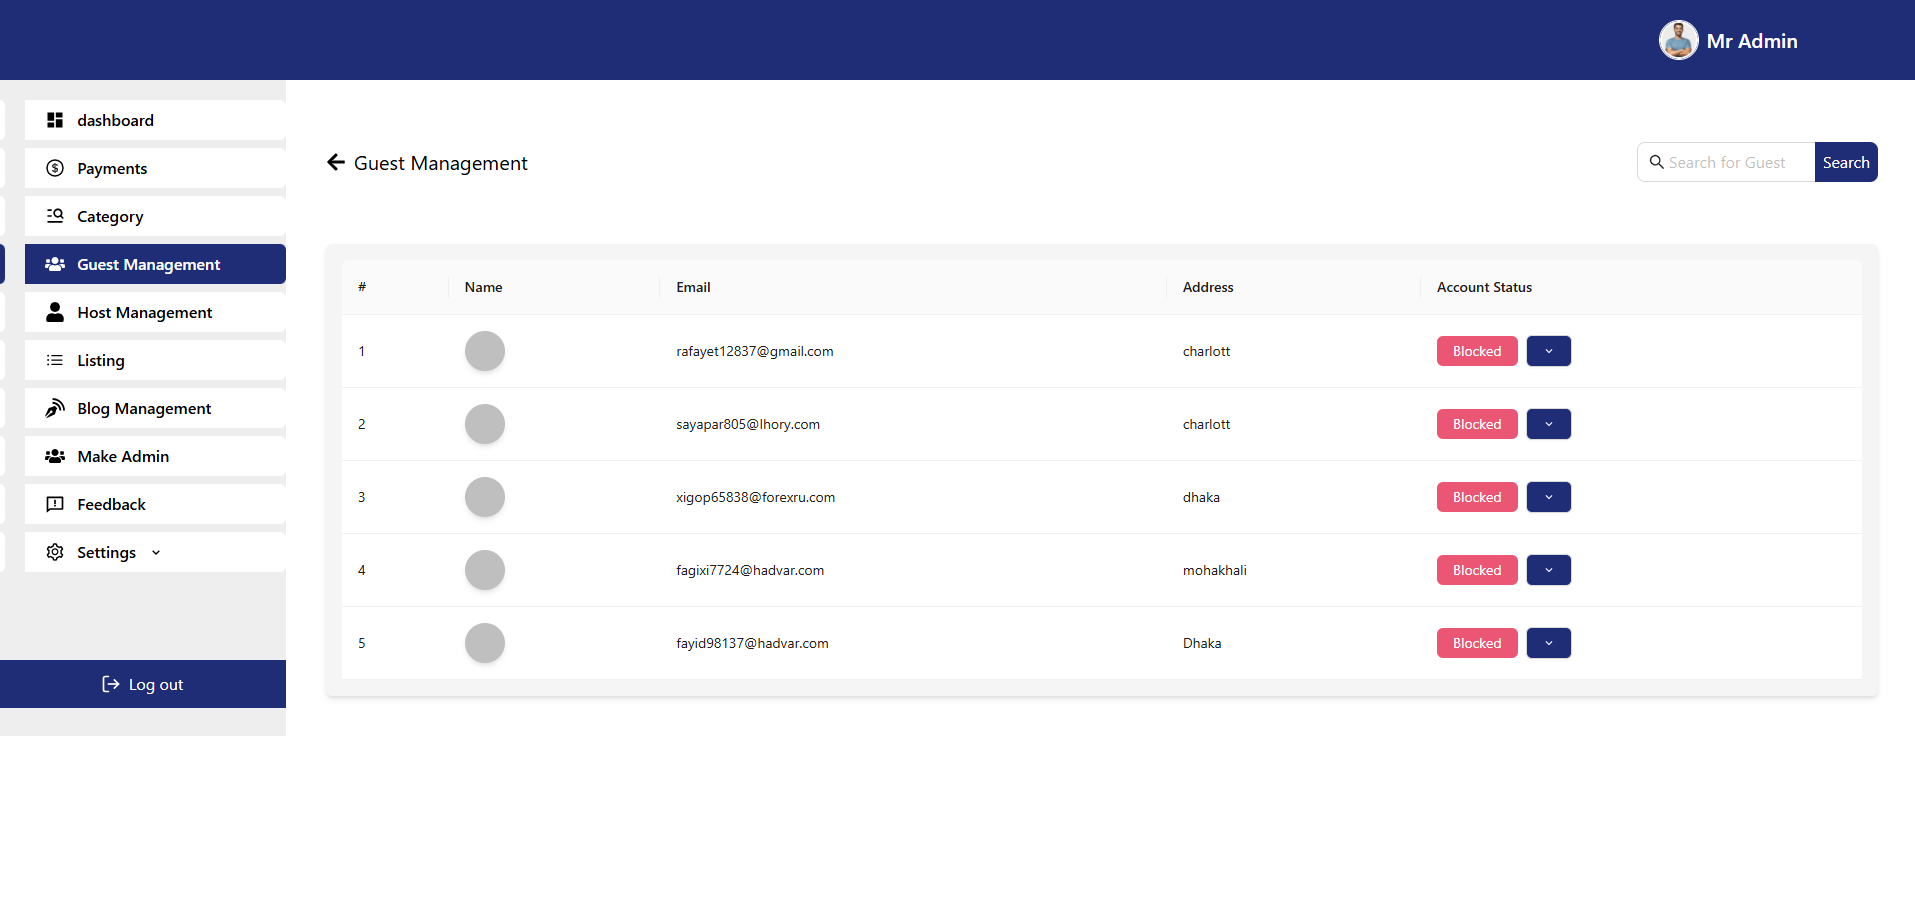 Mr Admin
dashboard
Payments
Category
Guest Management
Host Management
Listing
Blog Management
Make Admin
Feedback
Settings
Log out
Guest Management
Search for Guest Search
# Name Email Address Account Status
1 rafayet12837@gmail.com charlott Blocked
2 sayapar805@lhory.com charlott Blocked
3 xigop65838@forexru.com dhaka Blocked
4 fagixi7724@hadvar.com mohakhali Blocked
5 fayid98137@hadvar.com Dhaka Blocked